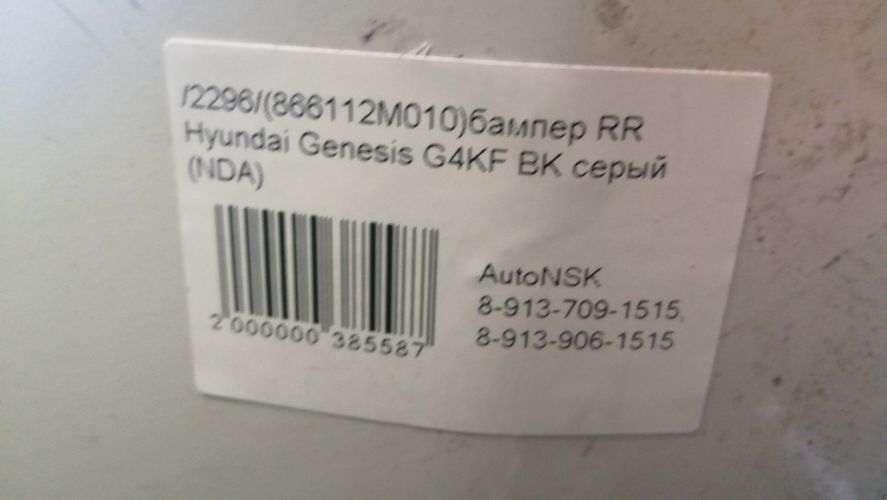 /2296/(866112M010)бампер RR
Hyundai Genesis G4KF BK серый
(NDA)
2 000000 385587
AutoNSK
8-913-709-1515,
8-913-906-1515